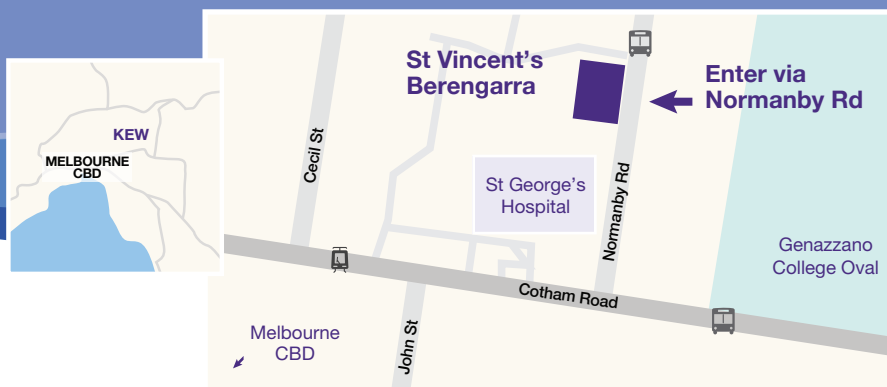 KEW
MELBOURNE
CBD
St Vincent's
Berengarra
Enter via
Normanby Rd
Cecil St
St George's
Hospital
Normanby Rd
Genazzano
College Oval
Cotham Road
Melbourne
CBD
John St